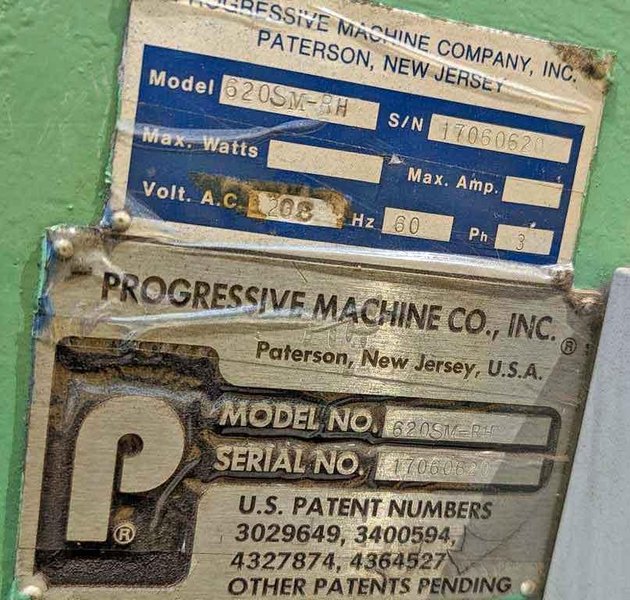 PROGRESSIVE MACHINE COMPANY, INC.
PATERSON, NEW JERSEY
Model 620SM-RH S/N 17060620
Max. Watts Max. Amp.
Volt. A.C. 208 Hz 60 Ph 3
PROGRESSIVE MACHINE CO., INC.®
Paterson, New Jersey, U.S.A.
P®
MODEL NO. 620SM-RH
SERIAL NO. 17060620
U.S. PATENT NUMBERS
3029649, 3400594,
4327874, 4364527
OTHER PATENTS PENDING